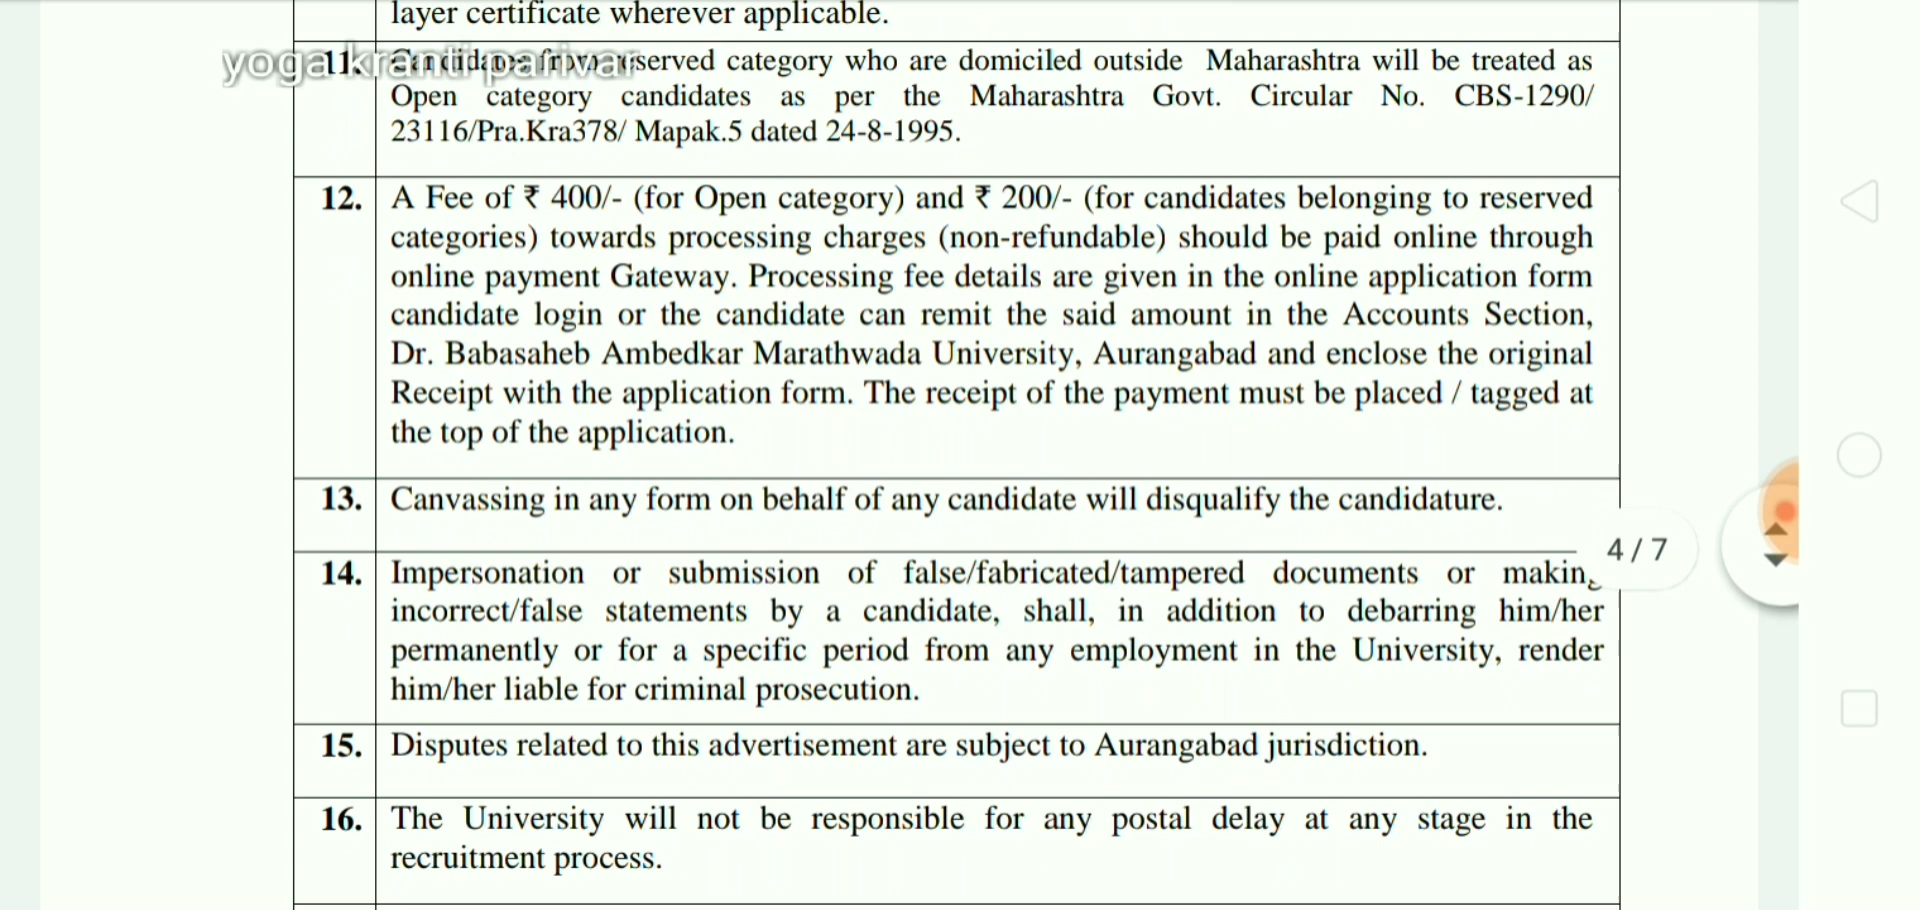 layer certificate wherever applicable.
yoga kranti parivar
11. Candidates from reserved category who are domiciled outside Maharashtra will be treated as
Open category candidates as per the Maharashtra Govt. Circular No. CBS-1290/
23116/Pra.Kra378/ Mapak.5 dated 24-8-1995.
12. A Fee of ₹ 400/- (for Open category) and ₹ 200/- (for candidates belonging to reserved
categories) towards processing charges (non-refundable) should be paid online through
online payment Gateway. Processing fee details are given in the online application form
candidate login or the candidate can remit the said amount in the Accounts Section,
Dr. Babasaheb Ambedkar Marathwada University, Aurangabad and enclose the original
Receipt with the application form. The receipt of the payment must be placed / tagged at
the top of the application.
13. Canvassing in any form on behalf of any candidate will disqualify the candidature.
4 / 7
14. Impersonation or submission of false/fabricated/tampered documents or making
incorrect/false statements by a candidate, shall, in addition to debarring him/her
permanently or for a specific period from any employment in the University, render
him/her liable for criminal prosecution.
15. Disputes related to this advertisement are subject to Aurangabad jurisdiction.
16. The University will not be responsible for any postal delay at any stage in the
recruitment process.